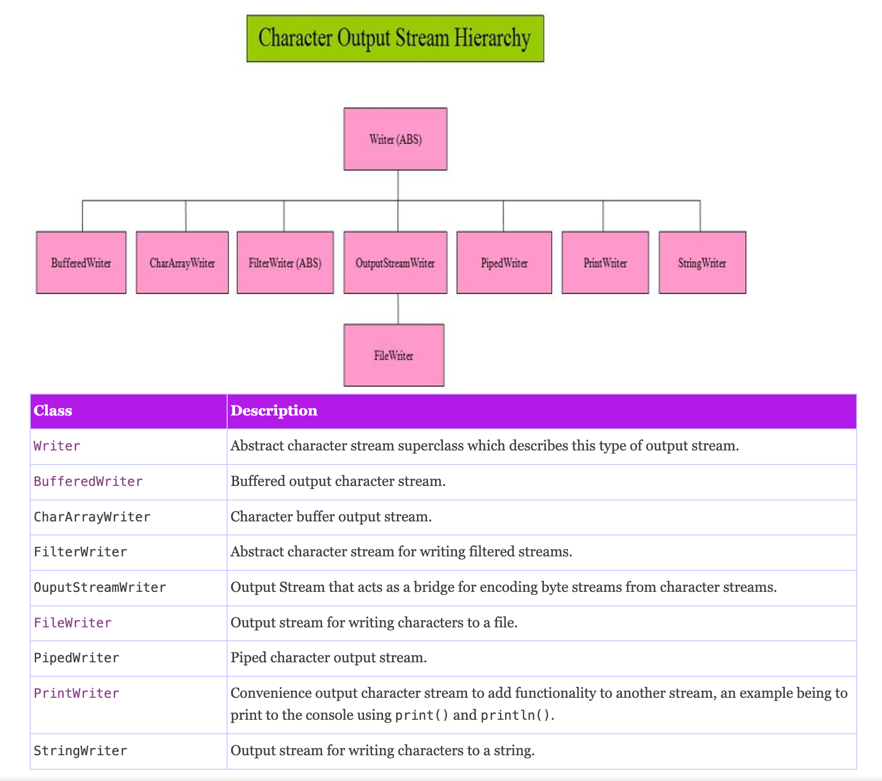 Character Output Stream Hierarchy
Writer (ABS)
BufferedWriter
CharArrayWriter
FilterWriter (ABS)
OutputStreamWriter
PipedWriter
PrintWriter
StringWriter
FileWriter
Class Description
Writer Abstract character stream superclass which describes this type of output stream.
BufferedWriter Buffered output character stream.
CharArrayWriter Character buffer output stream.
FilterWriter Abstract character stream for writing filtered streams.
OuputStreamWriter Output Stream that acts as a bridge for encoding byte streams from character streams.
FileWriter Output stream for writing characters to a file.
PipedWriter Piped character output stream.
PrintWriter Convenience output character stream to add functionality to another stream, an example being to
print to the console using print() and println().
StringWriter Output stream for writing characters to a string.